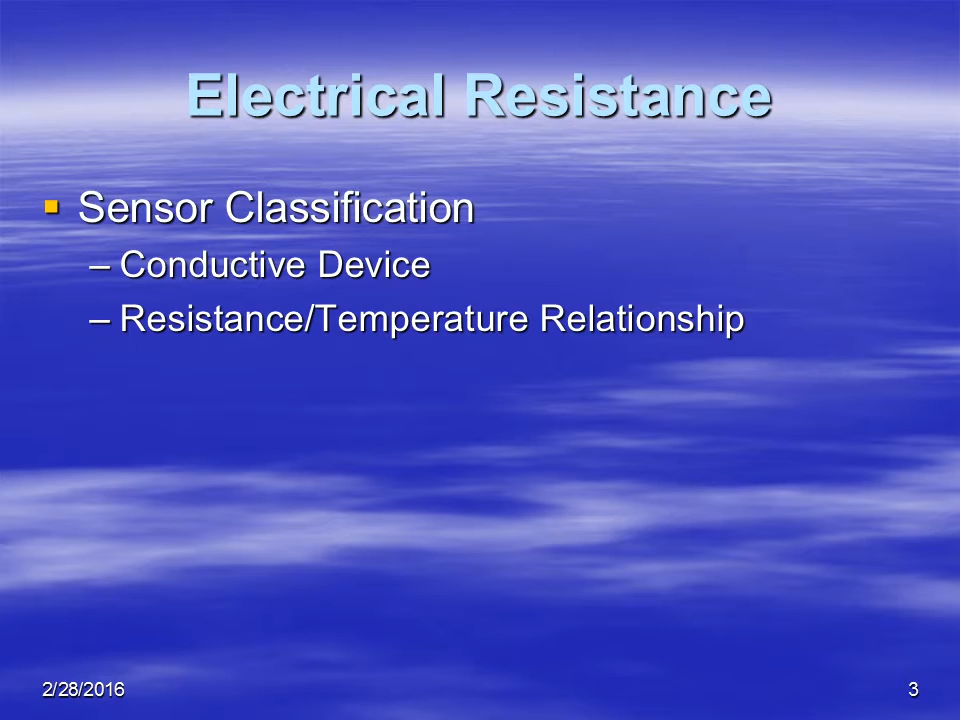 Electrical Resistance
▪ Sensor Classification
– Conductive Device
– Resistance/Temperature Relationship
2/28/2016 3